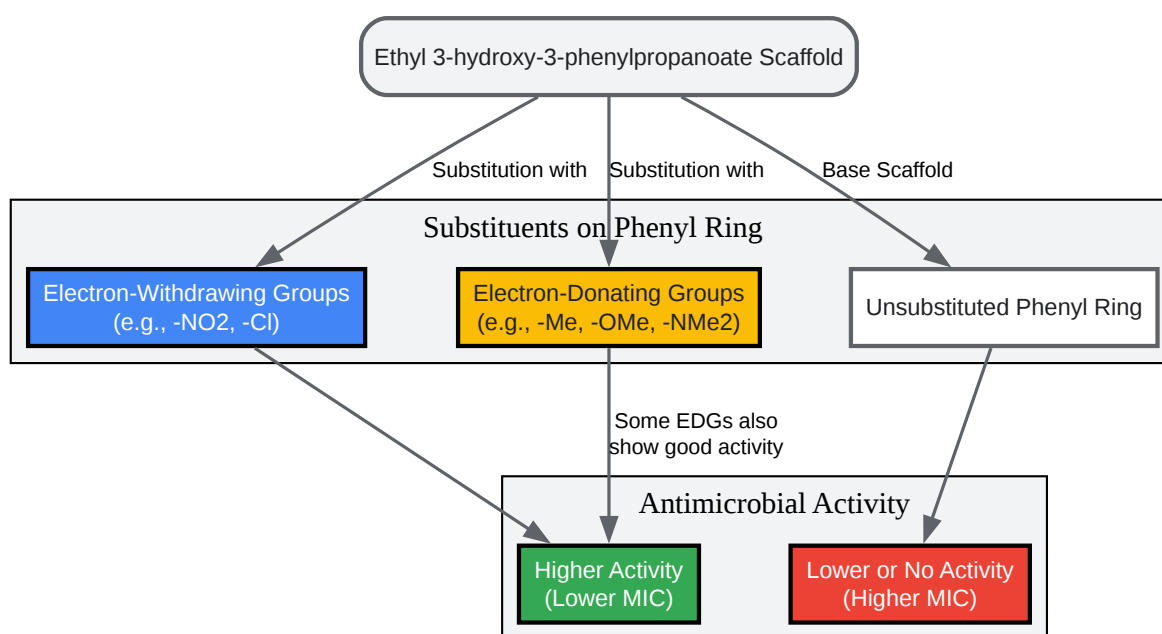 Ethyl 3-hydroxy-3-phenylpropanoate Scaffold
Substitution with
Substitution with
Base Scaffold
Substituents on Phenyl Ring
Electron-Withdrawing Groups
(e.g., -NO2, -Cl)
Electron-Donating Groups
(e.g., -Me, -OMe, -NMe2)
Unsubstituted Phenyl Ring
Some EDGs also
show good activity
Antimicrobial Activity
Higher Activity
(Lower MIC)
Lower or No Activity
(Higher MIC)